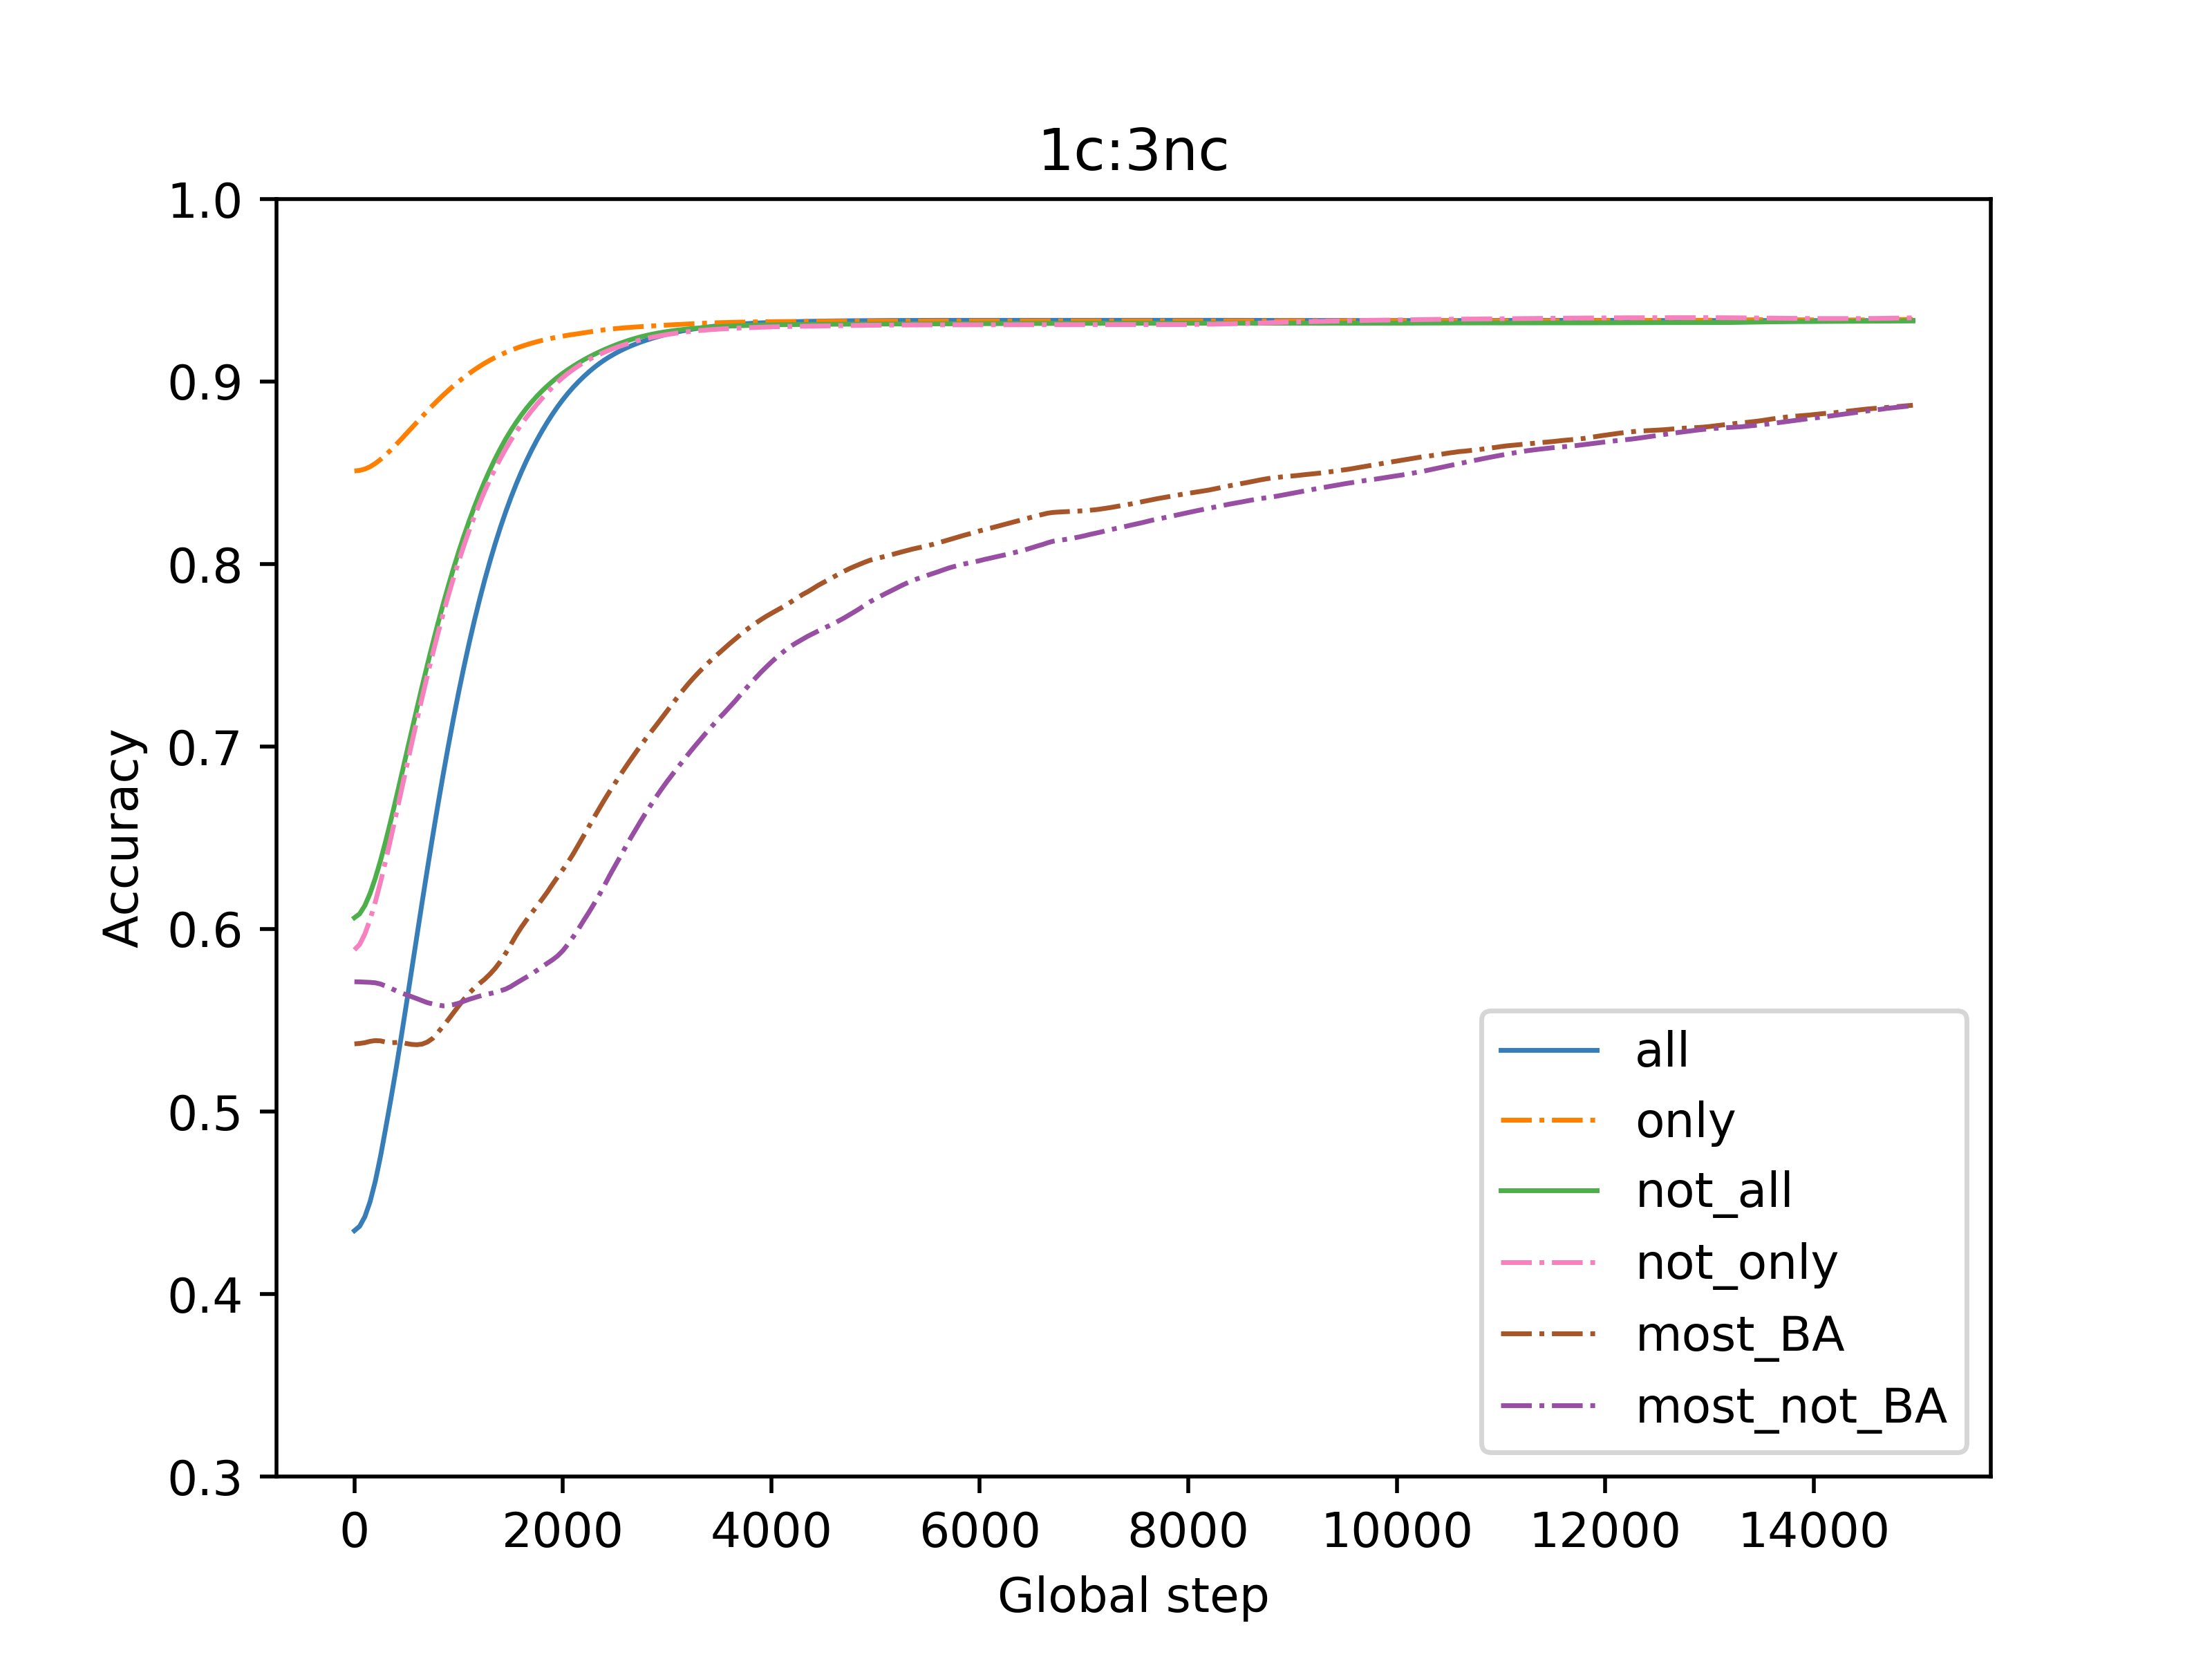 1c:3nc
1.0
0.9
0.8
0.7
0.6
0.5
0.4
0.3
Accuracy
all
only
not_all
not_only
most_BA
most_not_BA
0 2000 4000 6000 8000 10000 12000 14000
Global step